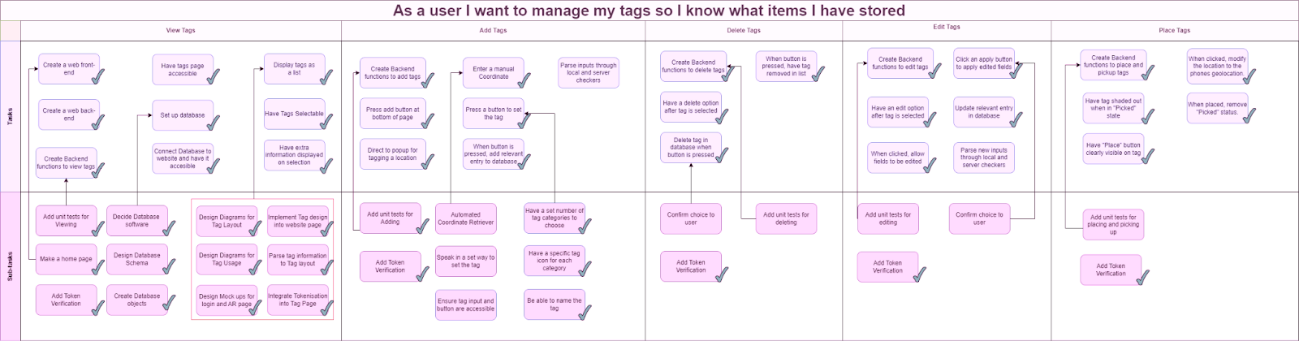 As a user I want to manage my tags so I know what items I have stored
View Tags
Add Tags
Delete Tags
Edit Tags
Place Tags
Tasks
Create a web front-
end
Have tags page
accessible
Display tags as
a list
Create a web back-
end
Set up database
Have Tags Selectable
Create Backend
functions to view tags
Connect Database to
website and have it
accesible
Have extra
information displayed
on selection
Create Backend
functions to add tags
Enter a manual
Coordinate
Parse inputs through
local and server
checkers
Press add button at
bottom of page
Press a button to set
the tag
Direct to popup for
tagging a location
When button is
pressed, add relevant
entry to database
Create Backend
functions to delete tags
When button is
pressed, have tag
removed in list
Have a delete option
after tag is selected
Delete tag in
database when
button is pressed
Create Backend
functions to edit tags
Click an apply button
to apply edited fields
Have an edit option
after tag is selected
Update relevant entry
in database
When clicked, allow
fields to be edited
Parse new inputs
through local and
server checkers
Create Backend
functions to place and
pickup tags
When clicked, modify
the location to the
phones geolocation.
Have tag shaded out
when in "Picked"
state
When placed, remove
"Picked" status
Have "Place" button
clearly visible on tag
Sub-tasks
Add unit tests for
Viewing
Decide Database
software
Design Diagrams for
Tag Layout
Implement Tag design
into website page
Make a home page
Design Database
Schema
Design Diagrams for
Tag Usage
Parse tag information
to Tag layout
Add Token
Verification
Create Database
objects
Design Mock ups for
login and AR page
Integrate Tokenisation
into Tag Page
Add unit tests for
Adding
Automated
Coordinate Retriever
Have a set number of
tag categories to
choose
Add Token
Verification
Speak in a set way to
set the tag
Have a specific tag
icon for each
category
Ensure tag input and
button are accessible
Be able to name the
tag
Confirm choice to
user
Add unit tests for
deleting
Add Token
Verification
Add unit tests for
editing
Confirm choice to
user
Add Token
Verification
Add unit tests for
placing and picking
up
Add Token
Verification